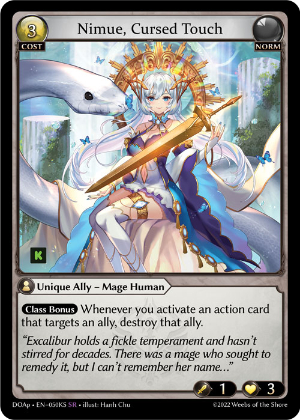 Nimue, Cursed Touch
3
COST
NORM
K
Unique Ally – Mage Human
Class Bonus Whenever you activate an action card
that targets an ally, destroy that ally.
“Excalibur holds a fickle temperament and hasn’t
stirred for decades. There was a mage who sought to
remedy it, but I can’t remember her name...”
1
3
DOAp • EN-050KS SR • illust: Hanh Chu
©2022 Weebs of the Shore